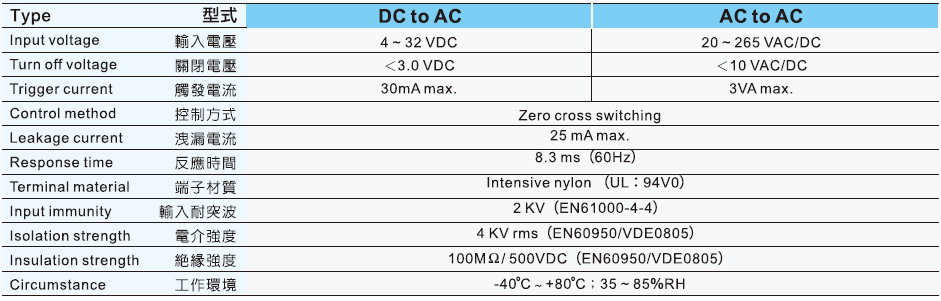 Type 型式 DC to AC AC to AC
Input voltage 輸入電壓 4 ~ 32 VDC 20 ~ 265 VAC/DC
Turn off voltage 關閉電壓 <3.0 VDC <10 VAC/DC
Trigger current 觸發電流 30mA max. 3VA max.
Control method 控制方式 Zero cross switching
Leakage current 洩漏電流 25 mA max.
Response time 反應時間 8.3 ms（60Hz）
Terminal material 端子材質 Intensive nylon （UL：94V0）
Input immunity 輸入耐突波 2 KV（EN61000-4-4）
Isolation strength 電介強度 4 KV rms（EN60950/VDE0805）
Insulation strength 絶緣強度 100MΩ/ 500VDC（EN60950/VDE0805）
Circumstance 工作環境 -40°C ~ +80°C；35 ~ 85%RH